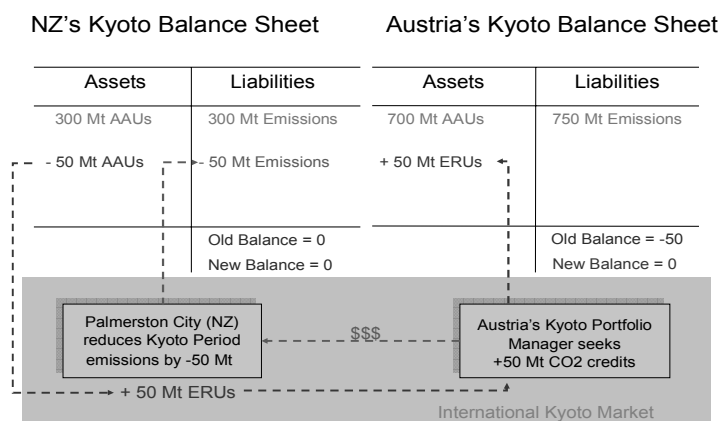 NZ's Kyoto Balance Sheet
Austria's Kyoto Balance Sheet
Assets
Liabilities
Assets
Liabilities
300 Mt AAUs
300 Mt Emissions
700 Mt AAUs
750 Mt Emissions
- 50 Mt AAUs
- 50 Mt Emissions
+ 50 Mt ERUs
Old Balance = 0
New Balance = 0
Old Balance = -50
New Balance = 0
Palmerston City (NZ)
reduces Kyoto Period
emissions by -50 Mt
$$$
Austria's Kyoto Portfolio
Manager seeks
+50 Mt CO2 credits
+ 50 Mt ERUs
International Kyoto Market